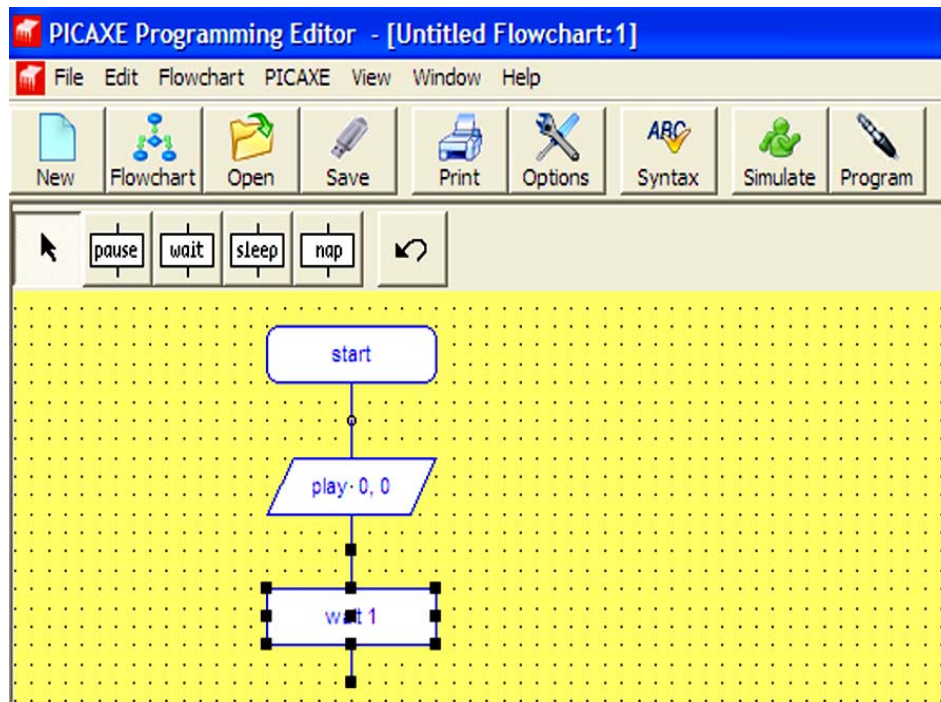 PICAXE Programming Editor - [Untitled Flowchart:1]
File Edit Flowchart PICAXE View Window Help
ABC
New Flowchart Open Save Print Options Syntax Simulate Program
pause wait sleep nap
start
play 0, 0
wait 1